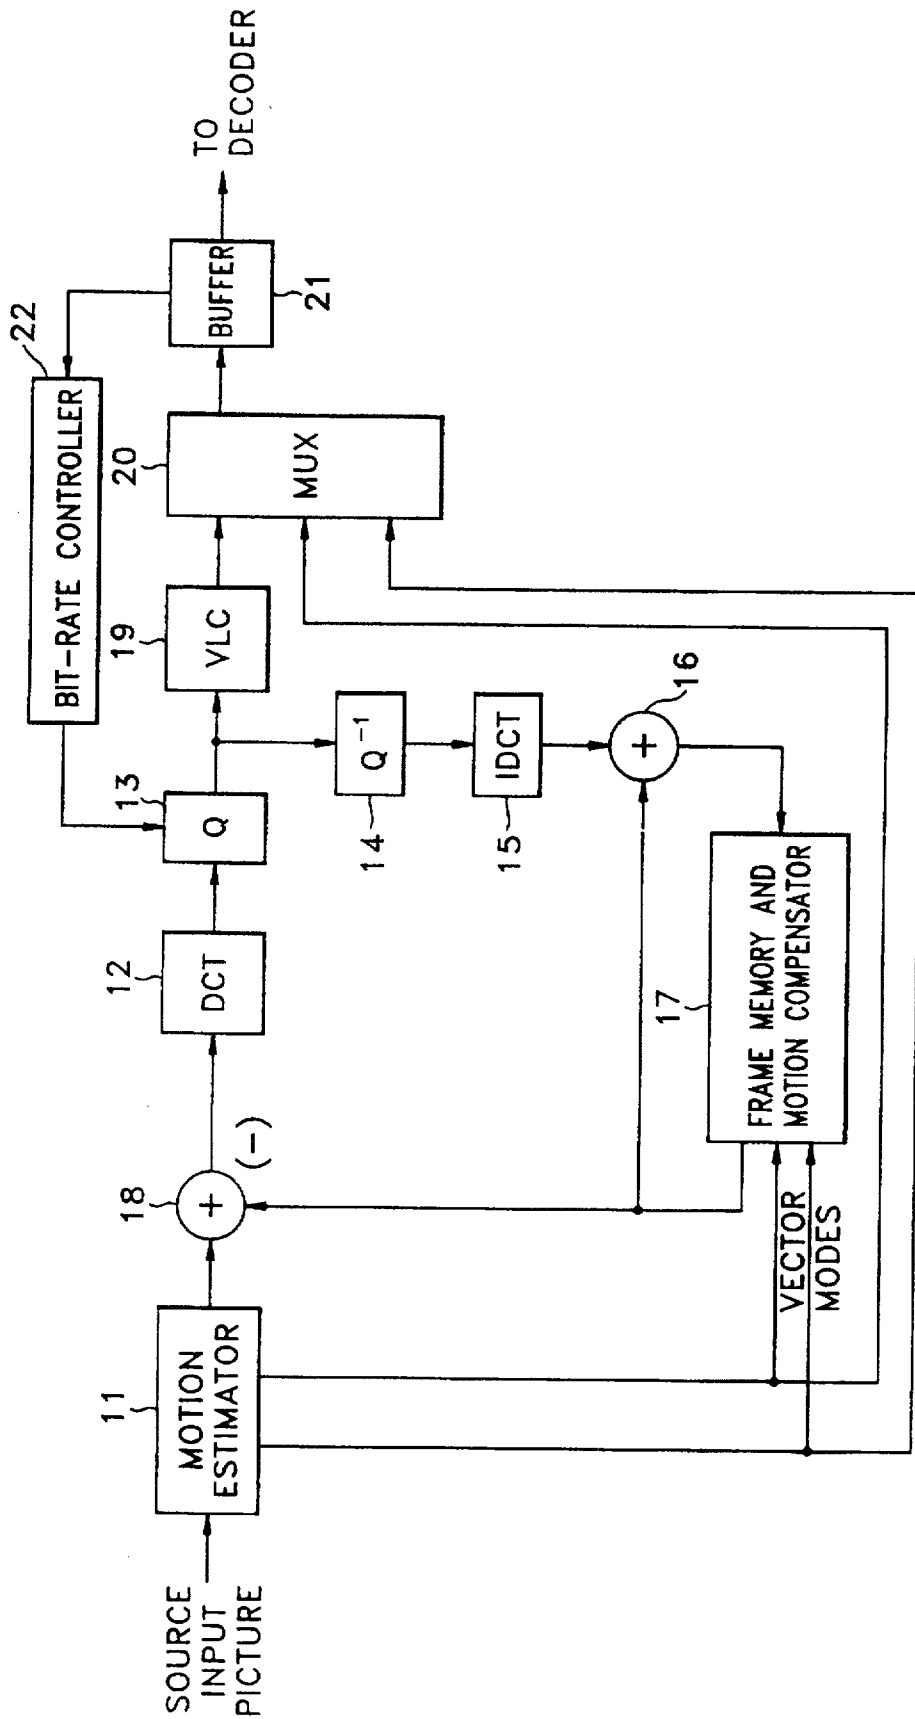 SOURCE
INPUT
PICTURE
11
MOTION
ESTIMATOR
18
+
(-)
12
DCT
13
Q
22
BIT-RATE CONTROLLER
19
VLC
20
MUX
BUFFER
21
TO
DECODER
Q⁻¹
14
IDCT
15
+
16
17
FRAME MEMORY AND
MOTION COMPENSATOR
VECTOR
MODES